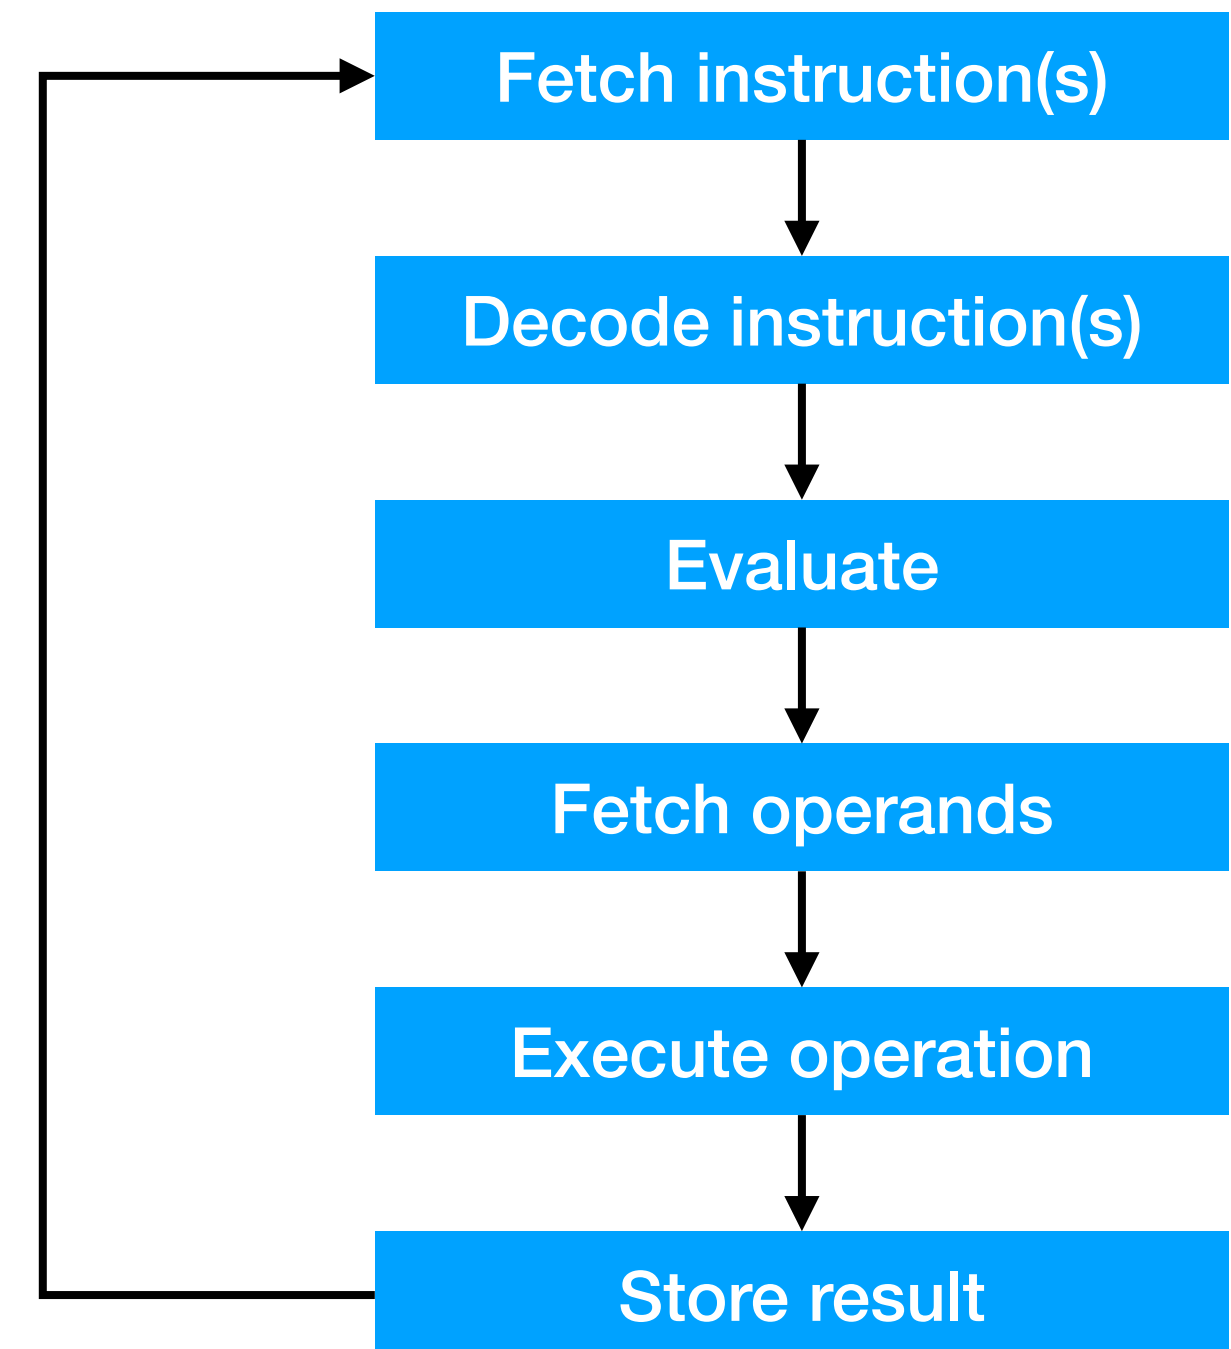 Fetch instruction(s)
Decode instruction(s)
Evaluate
Fetch operands
Execute operation
Store result